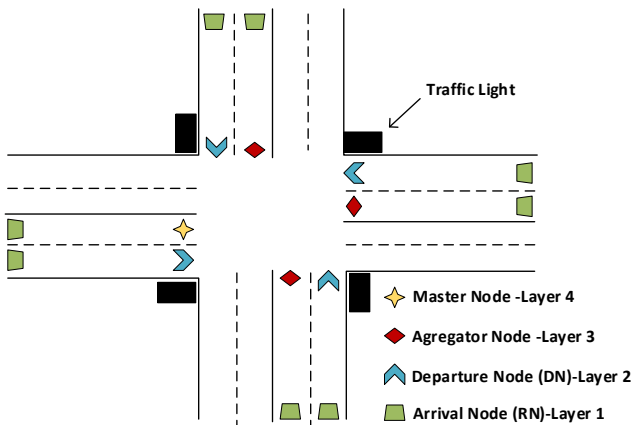 Traffic Light
Master Node -Layer 4
Agregator Node -Layer 3
Departure Node (DN)-Layer 2
Arrival Node (RN)-Layer 1